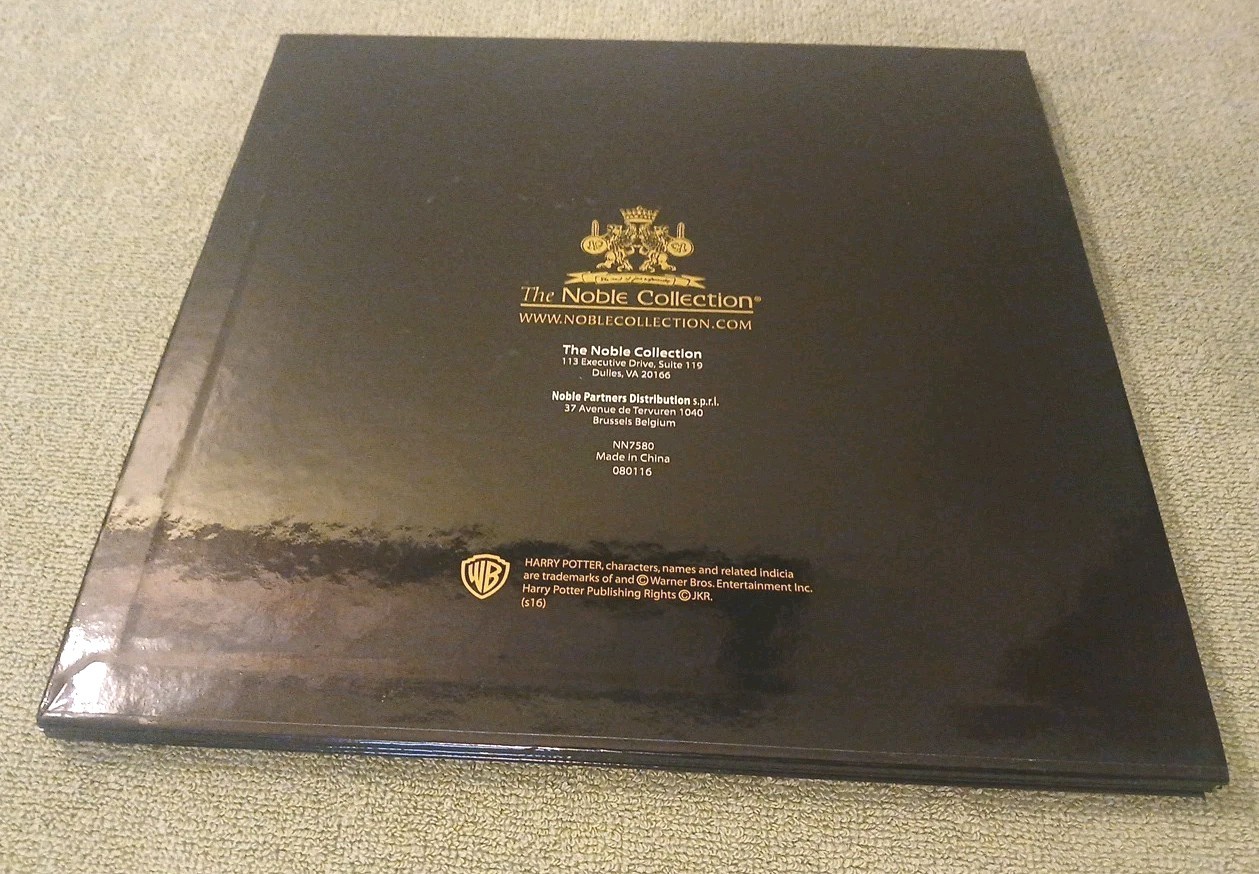 The Noble Collection®
WWW.NOBLECOLLECTION.COM
The Noble Collection
113 Executive Drive, Suite 119
Dulles, VA 20166
Noble Partners Distribution s.p.r.l.
37 Avenue de Tervuren 1040
Brussels Belgium
NN7580
Made in China
080116
WB
HARRY POTTER, characters, names and related indicia
are trademarks of and © Warner Bros. Entertainment Inc.
Harry Potter Publishing Rights © JKR.
(s16)